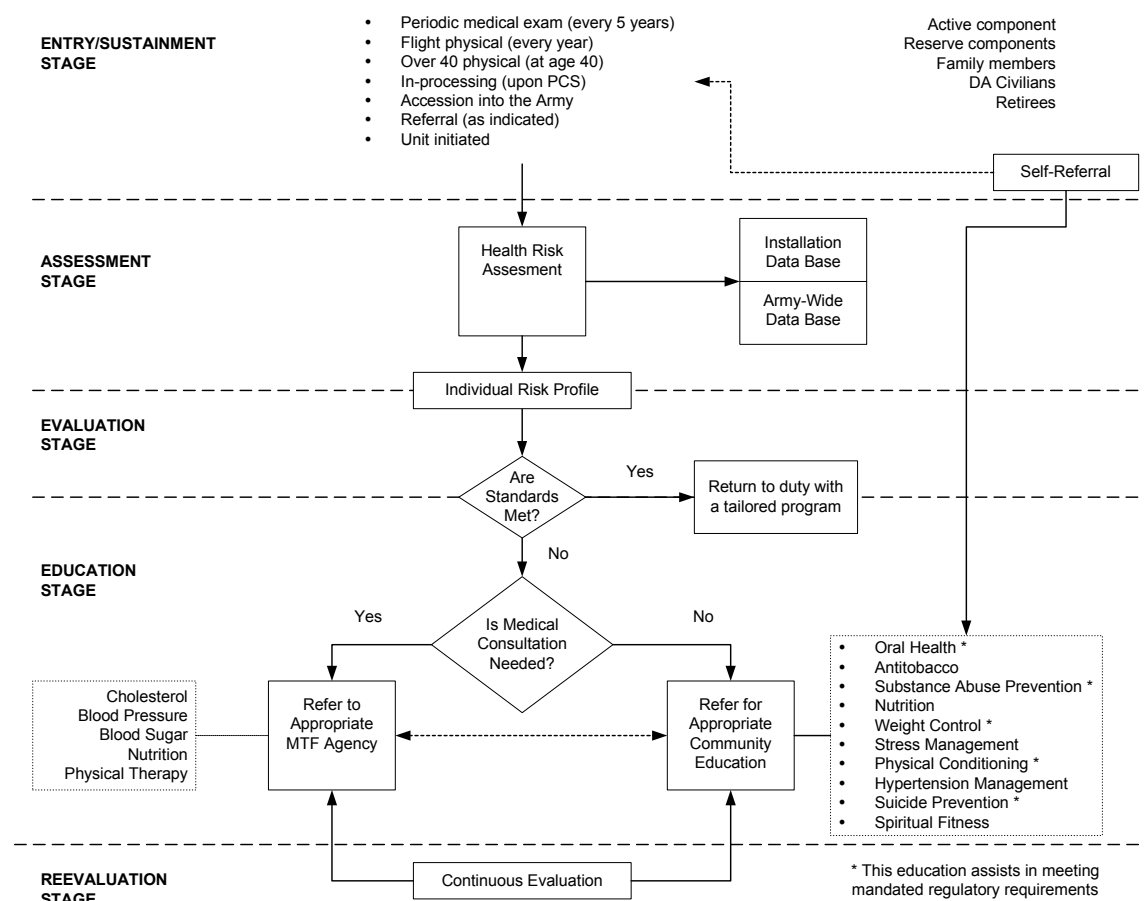 ENTRY/SUSTAINMENT
STAGE
• Periodic medical exam (every 5 years)
• Flight physical (every year)
• Over 40 physical (at age 40)
• In-processing (upon PCS)
• Accession into the Army
• Referral (as indicated)
• Unit initiated
Active component
Reserve components
Family members
DA Civilians
Retirees
Self-Referral
ASSESSMENT
STAGE
Health Risk
Assesment
Installation
Data Base
Army-Wide
Data Base
Individual Risk Profile
EVALUATION
STAGE
Are
Standards
Met?
Yes
Return to duty with
a tailored program
No
EDUCATION
STAGE
Is Medical
Consultation
Needed?
Yes
No
Cholesterol
Blood Pressure
Blood Sugar
Nutrition
Physical Therapy
Refer to
Appropriate
MTF Agency
Refer for
Appropriate
Community
Education
• Oral Health *
• Antitobacco
• Substance Abuse Prevention *
• Nutrition
• Weight Control *
• Stress Management
• Physical Conditioning *
• Hypertension Management
• Suicide Prevention *
• Spiritual Fitness
REEVALUATION
STAGE
Continuous Evaluation
* This education assists in meeting
mandated regulatory requirements